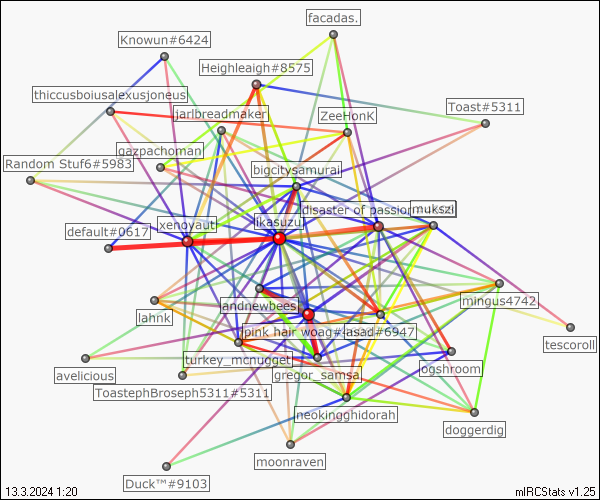 facadas.
Knowun#6424
Heighleaigh#8575
thiccusboiusalexusjoneus
jarlbreadmaker
Toast#5311
ZeeHonK
gazpachoman
Random Stuf6#5983
bigcitysamurai
disaster of passion
mukszi
xenoyaut
likasuzu
default#0617
mingus4742
lahnk
andnewbees
pink hair woag#
asad#6947
tescoroll
avelicious
turkey_mcnugget
ogshroom
gregor_samsa
ToastephBroseph5311#5311
neokingghidorah
doggerdig
moonraven
Duck™#9103
13.3.2024 1:20
mIRCStats v1.25